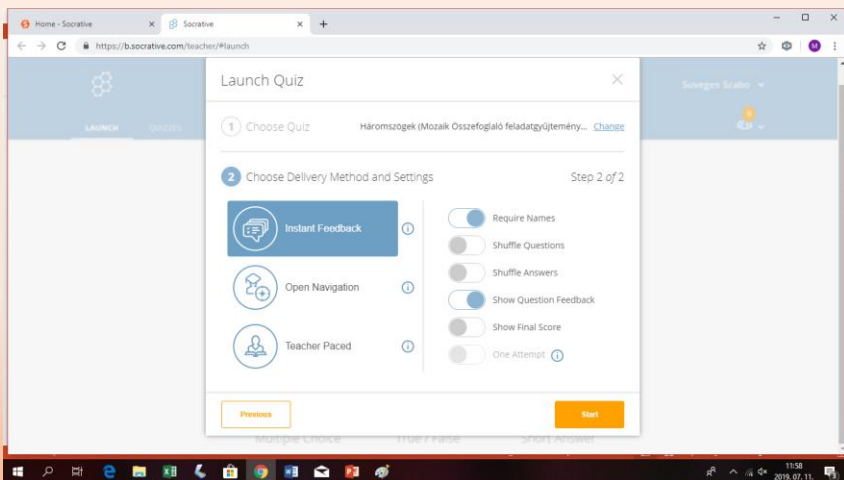 Home - Socrative
Socrative
https://b.socrative.com/teacher/#launch
M
Launch Quiz
Suveges Szabo
LAUNCH QUIZZES
1 Choose Quiz Háromszögek (Mozaik Összefoglaló feladatgyűjtemény... Change
2 Choose Delivery Method and Settings Step 2 of 2
Instant Feedback
Open Navigation
Teacher Paced
Require Names
Shuffle Questions
Shuffle Answers
Show Question Feedback
Show Final Score
One Attempt
Previous Start
Multiple Choice True / False Short Answer
11:58
2019. 07. 11.